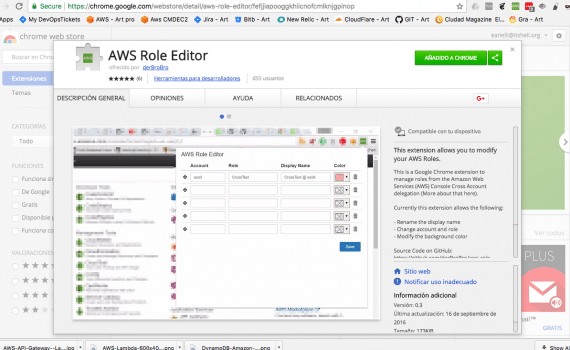 Secure
https://chrome.google.com/webstore/detail/aws-role-editor/fefjjiapooggkhiicnofcmlknjgpinop
Apps
My DevOpsTickets
AWS - Art pro
AWS CMDEC2
Jira - Art
Bitb - Art
New Relic - Art
CloudFlare - Art
GIT - Art
Ciudad Magazine
Gra - Art
chrome web store
earielli@itshell.org
Buscar en Chrome
Extensiones
Temas
CATEGORÍAS
Todo
FUNCIONES
Funciona sin
De Google
Gratis
Disponible p
Funciona con
VALORACIONES
AWS Role Editor
ofrecido por derBroBro
(6)
Herramientas para desarrolladores
655 usuarios
AÑADIDO A CHROME
DESCRIPCIÓN GENERAL
OPINIONES
AYUDA
RELACIONADOS
G+
AWS Role Editor
Account
Role
Display Name
Color
CrossTest
CrossTest @ workl
Save
Compatible con tu dispositivo
This extension allows you to modify
your AWS Roles.
This is a Google Chrome extension to
manage roles from the Amazon Web
Services (AWS) Console Cross Account
delegation (More about that here).
Currently this extension allows the following:
- Rename the display name
- Change account and role
- Modify the background color
Source Code on GitHub:
Sitio web
Notificar uso inadecuado
Información adicional
Versión: 0.3
Última actualización: 16 de septiembre de
2016
Tamaño: 173KiB
Ver todos
PLUS
GRATIS
AWS-API-Gateway--La....jpg
AWS-Lambda-600x40....png
DynamoDB-Amazon-....png
Show All